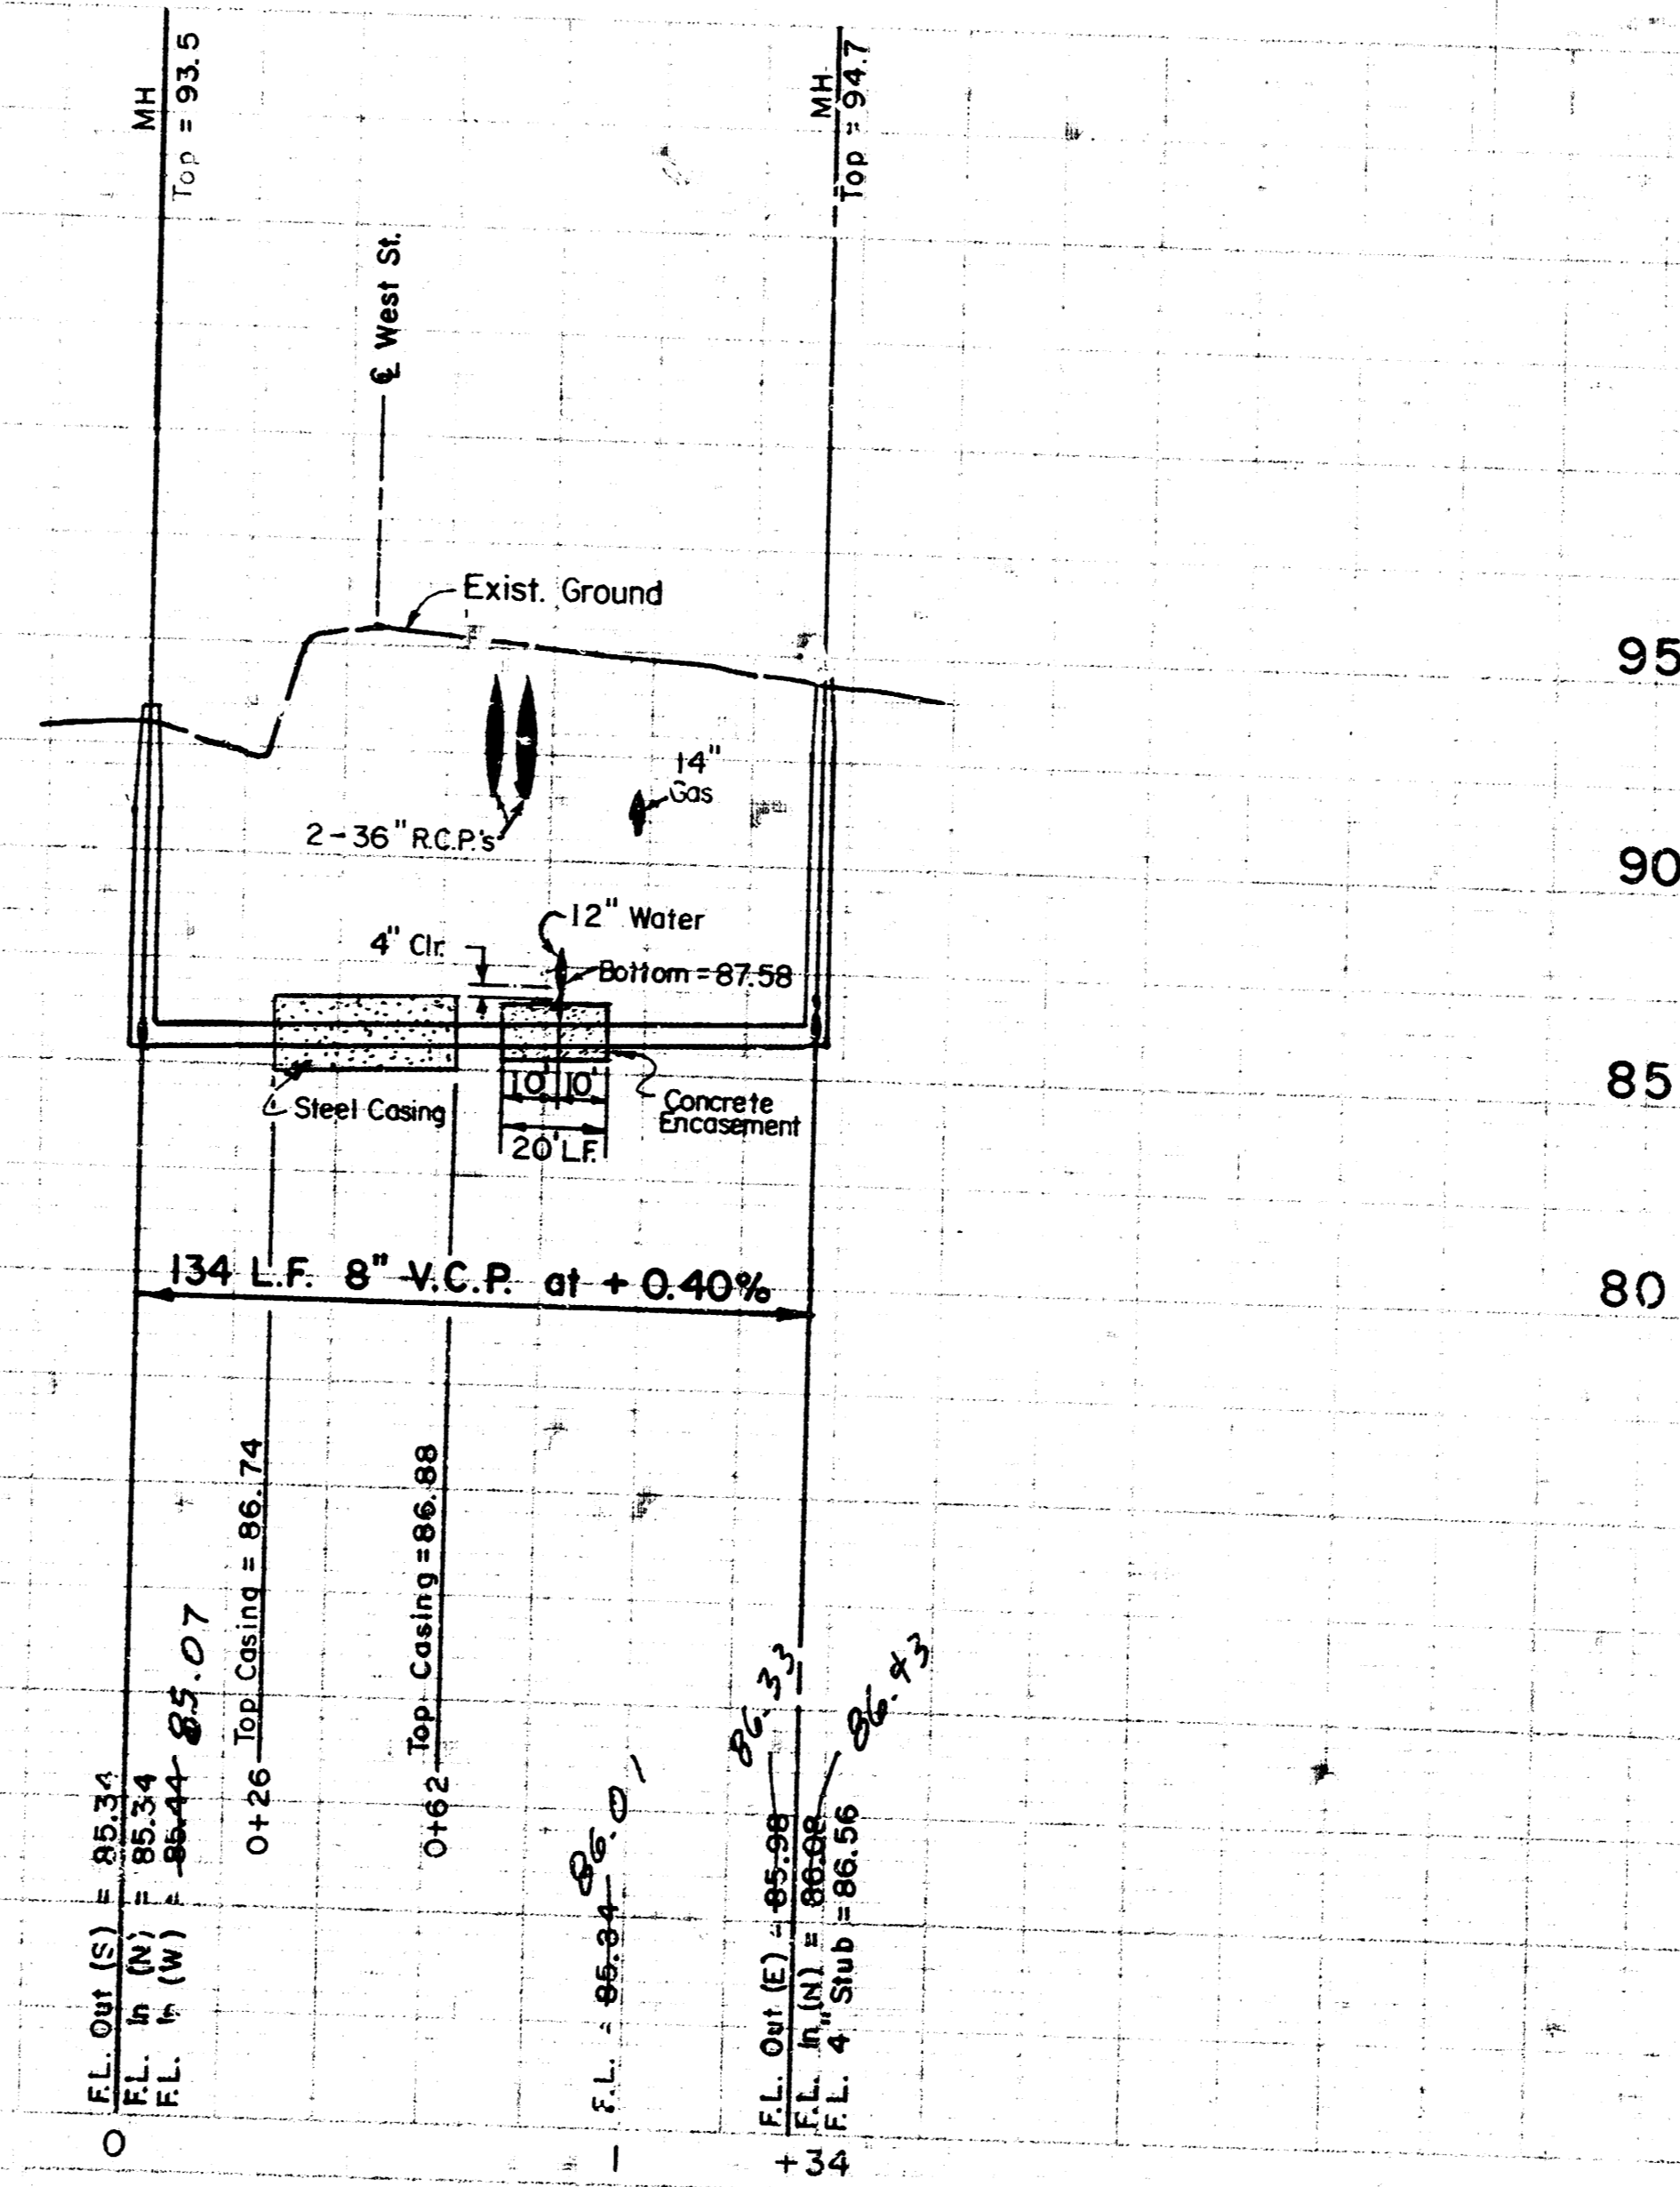 MH
Top = 93.5
MH
Top = 94.7
℄ West St.
Exist. Ground
95
14"
Gas
2-36" R.C.P.'s
90
12" Water
4" Clr.
Bottom = 87.58
10' 10'
85
Steel Casing
Concrete
Encasement
20' L.F.
134 L.F. 8" V.C.P. at + 0.40%
80
F.L. Out (S) = 85.34
F.L. In (N) = 85.34
F.L. In (W) = 85.44 85.07
0+26 Top Casing = 86.74
0+62 Top Casing = 86.88
F.L. = 85.84 86.01
F.L. Out (E) = 85.98 86.33
F.L. In (N) = 86.08 86.43
F.L. 4" Stub = 86.56
0
1
+34